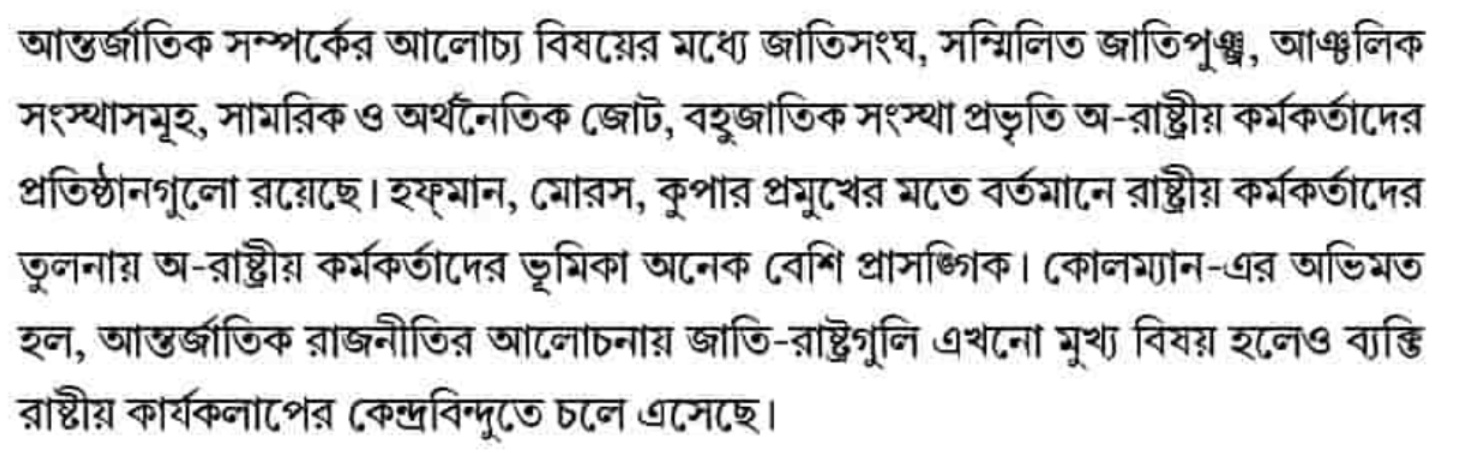 আন্তর্জাতিক সম্পর্কের আলোচ্য বিষয়ের মধ্যে জাতিসংঘ, সম্মিলিত জাতিপুঞ্জ, আঞ্চলিক
সংস্থাসমূহ, সামরিক ও অর্থনৈতিক জোট, বহুজাতিক সংস্থা প্রভৃতি অ-রাষ্ট্রীয় কর্মকর্তাদের
প্রতিষ্ঠানগুলো রয়েছে। হফ্‌মান, মোরস, কুপার প্রমুখের মতে বর্তমানে রাষ্ট্রীয় কর্মকর্তাদের
তুলনায় অ-রাষ্ট্রীয় কর্মকর্তাদের ভূমিকা অনেক বেশি প্রাসঙ্গিক। কোলম্যান-এর অভিমত
হল, আন্তর্জাতিক রাজনীতির আলোচনায় জাতি-রাষ্ট্রগুলি এখনো মুখ্য বিষয় হলেও ব্যক্তি
রাষ্টীয় কার্যকলাপের কেন্দ্রবিন্দুতে চলে এসেছে।